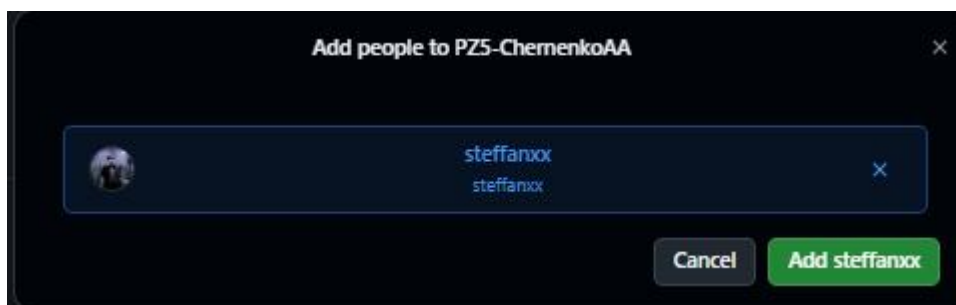 Add people to PZ5-ChernenkoAA
steffanxx
steffanxx
Cancel
Add steffanxx